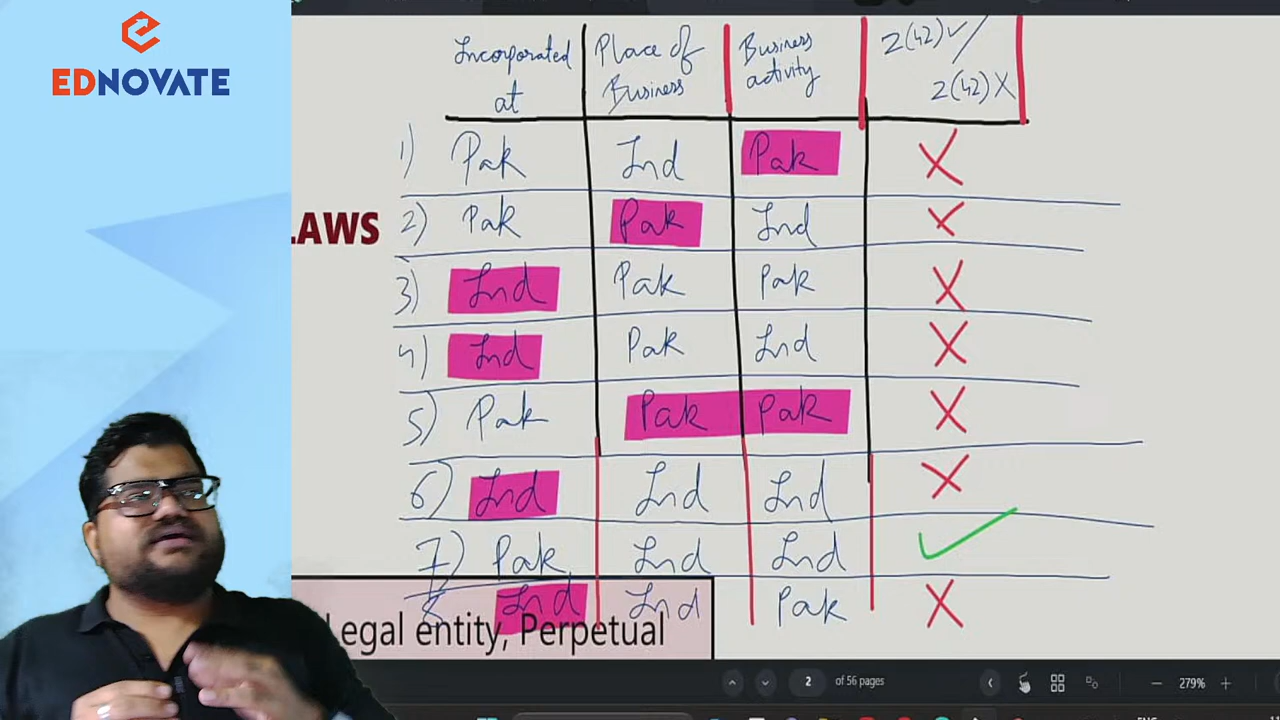 EDNOVATE
Incorporated at
Place of Business
Business activity
2(42)✓/
2(42)X
1) Pak Ind Pak X
2) Pak Pak Ind X
3) Ind Pak Pak X
4) Ind Pak Ind X
5) Pak Pak Pak X
6) Ind Ind Ind X
7) Pak Ind Ind ✓
8 Ind Ind Pak X
LAWS
Legal entity, Perpetual
2 of 56 pages
279%